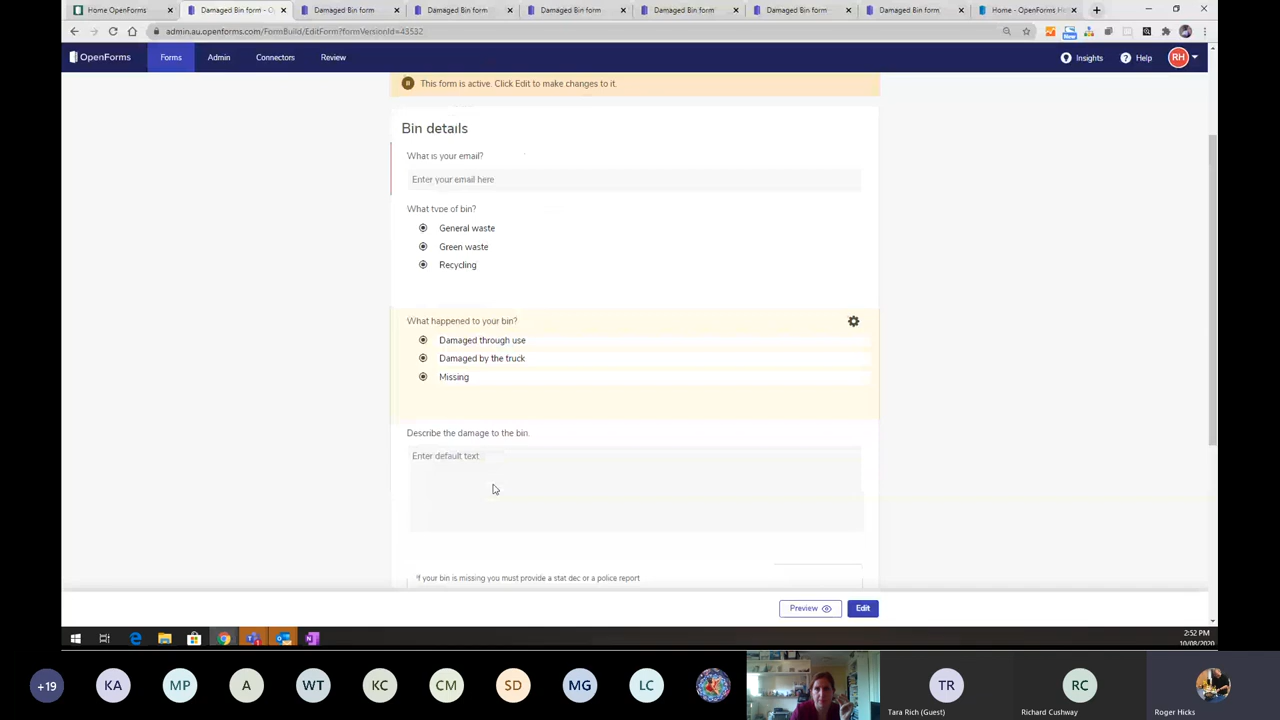 Home OpenForms
Damaged Bin form - O
Damaged Bin form
Damaged Bin form
Damaged Bin form
Damaged Bin form
Damaged Bin form
Damaged Bin form
Home - OpenForms H
admin.au.openforms.com/FormBuild/EditForm?formVersionId=43532
New
OpenForms
Forms
Admin
Connectors
Review
Insights
Help
RH
This form is active. Click Edit to make changes to it.
Bin details
What is your email?
Enter your email here
What type of bin?
General waste
Green waste
Recycling
What happened to your bin?
Damaged through use
Damaged by the truck
Missing
Describe the damage to the bin.
Enter default text
If your bin is missing you must provide a stat dec or a police report
Preview
Edit
2:52 PM
10/08/2020
+19
KA
MP
A
WT
KC
CM
SD
MG
LC
TR
RC
Tara Rich (Guest)
Richard Cushway
Roger Hicks